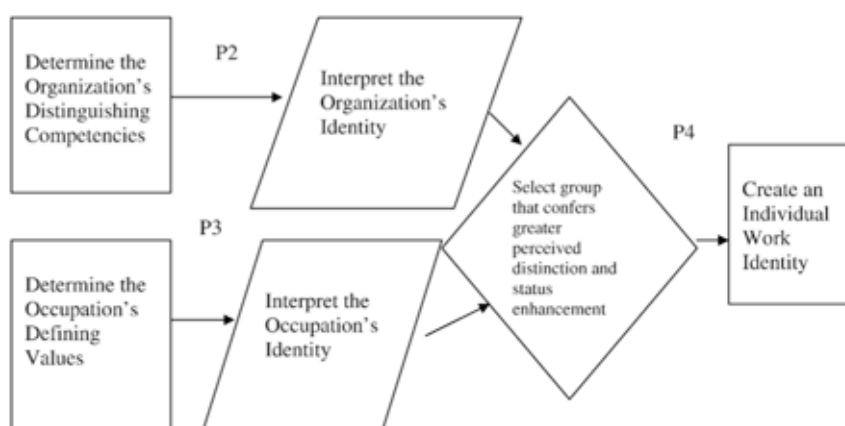 Determine the
Organization's
Distinguishing
Competencies
P2
Interpret the
Organization's
Identity
P3
Determine the
Occupation's
Defining
Values
Interpret the
Occupation's
Identity
Select group
that confers
greater
perceived
distinction and
status
enhancement
P4
Create an
Individual
Work
Identity